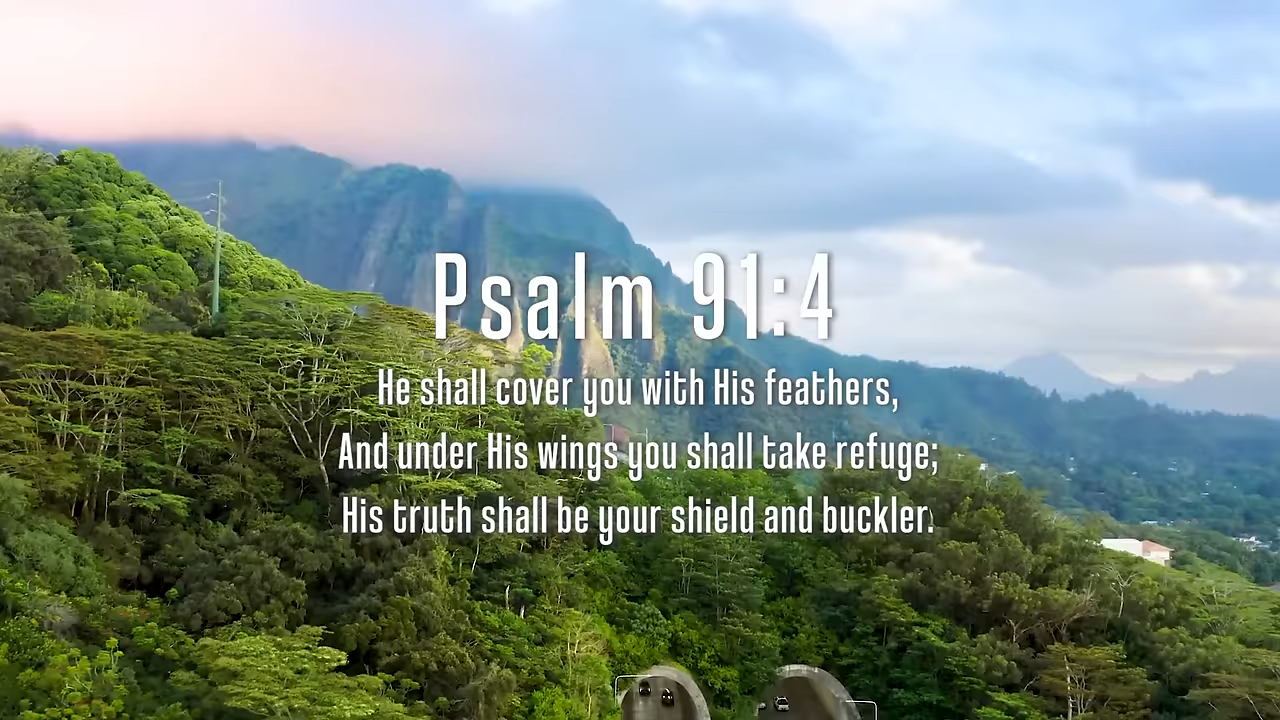 Psalm 91:4
He shall cover you with His feathers,
And under His wings you shall take refuge;
His truth shall be your shield and buckler.